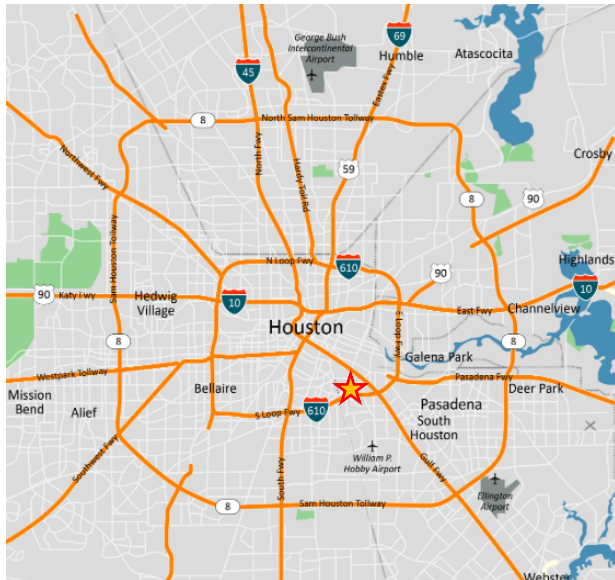 George Bush
Intercontinental
Airport
69
Humble
Atascocita
45
Eastex Fwy
North Fwy
Hardy Toll Rd
8
North Sam Houston Tollway
8
Northwest Fwy
59
Crosby
8
90
Sam Houston Tollway
N Loop Fwy
610
90
Highlands
90
Katy Fwy
Hedwig
Village
10
East Fwy
10
Channelview
Houston
E Loop Fwy
8
8
Galena Park
Westpark Tollway
Pasadena Fwy
Deer Park
Mission
Bend
Alief
Bellaire
S Loop Fwy
610
Pasadena
South
Houston
Southwest Fwy
South Fwy
William P.
Hobby Airport
Gulf Fwy
Ellington
Airport
8
Sam Houston Tollway
Webster